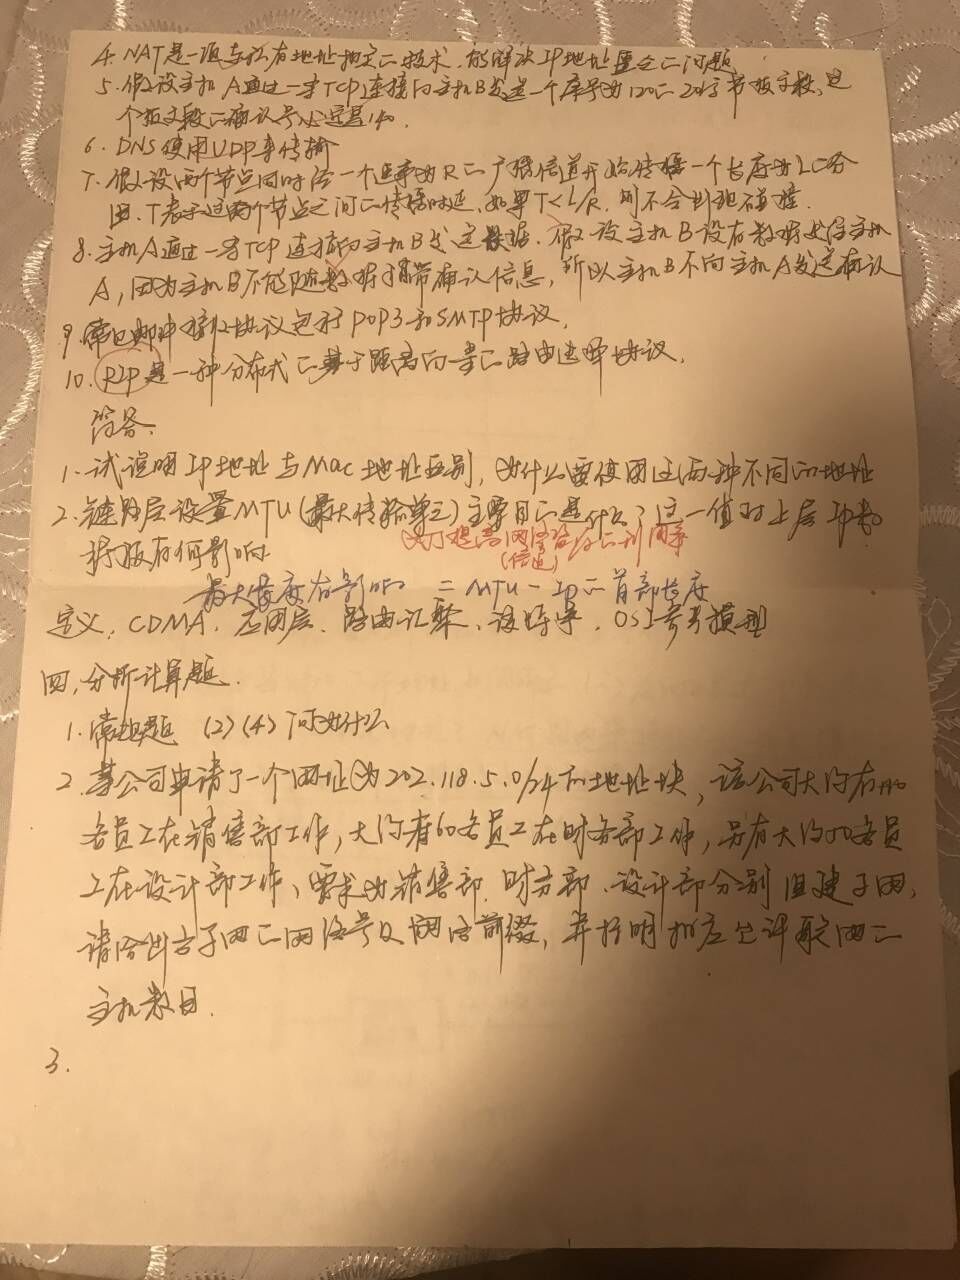 4. NAT是一项与私有地址相关的技术,能解决IP地址匮乏的问题
5. 假设主机A通过一条TCP连接向主机B发送一个序号为120的20字节报文段,这
个报文段的确认号必定是140.
6. DNS使用UDP来传输
7. 假设两个节点同时经一个速率为R的广播信道开始传播一个长度为L的分
组.T表示这两个节点之间的传播时延,如果T<L/R,则不会出现碰撞.
8. 主机A通过一条TCP连接向主机B发送数据.假设主机B没有数据发往主机
A,因为主机B不能随数据捎带确认信息,所以主机B不向主机A发送确认
9. 常见邮件接收协议包括POP3和SMTP协议.
10. RIP是一种分布式的基于距离向量的路由选择协议.
简答.
1. 试说明IP地址与Mac地址区别,为什么要使用这两种不同的地址
2. 链路层设置MTU(最大传输单元)主要目的是什么?这一值对上层IP数
据报有何影响
为了提高网络 的利用率
(信道)
最大长度有影响 = MTU-IP的首部长度
定义, CDMA, 应用层、路由汇聚、 , OSI参考模型
四,分析计算题.
1. 常规题 (2)(4)问为什么
2. 某公司申请了一个网址为202.118.5.0/24的地址块,该公司大约有 
名员工在销售部工作,大约有60名员工在财务部工作,另有大约50名员
工在设计部工作,要求为销售部、财务部、设计部分别组建子网,
请给出各子网的网络号及网络前缀,并指明相应允许联网的
主机数目.
3.